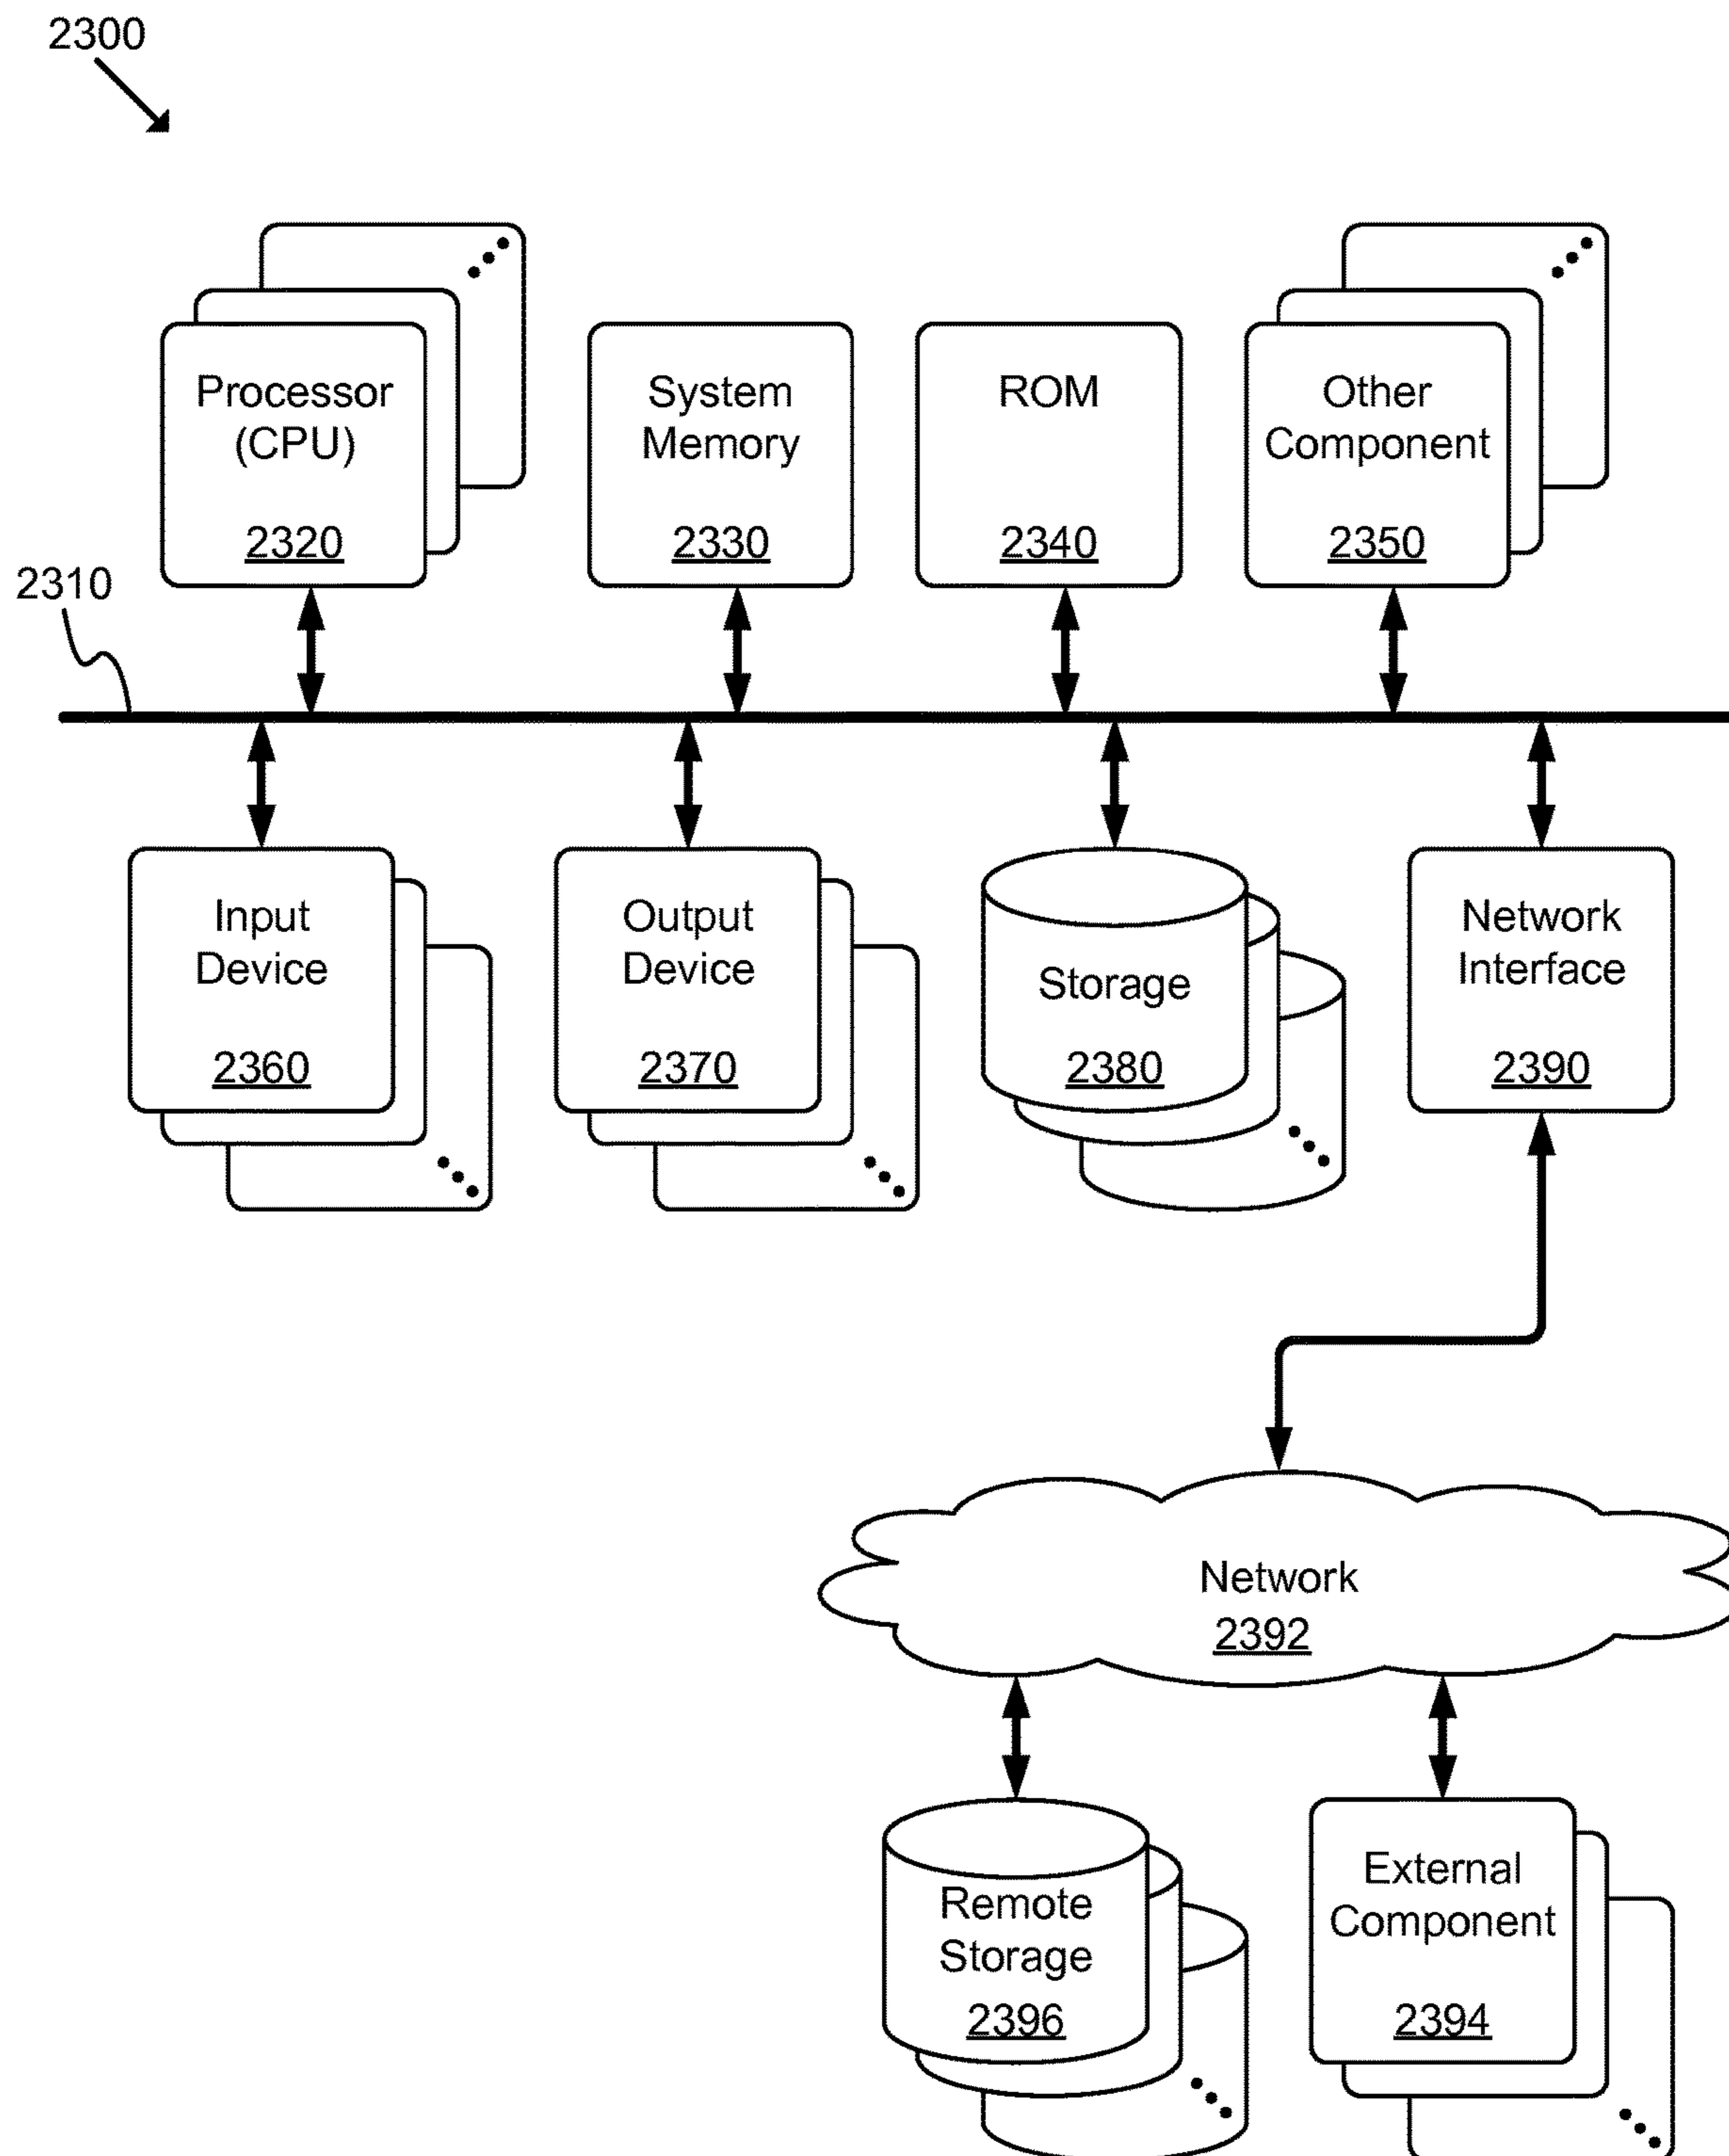 2300
Processor
(CPU)
2320
System
Memory
2330
ROM
2340
Other
Component
2350
2310
Input
Device
2360
Output
Device
2370
Storage
2380
Network
Interface
2390
Network
2392
Remote
Storage
2396
External
Component
2394